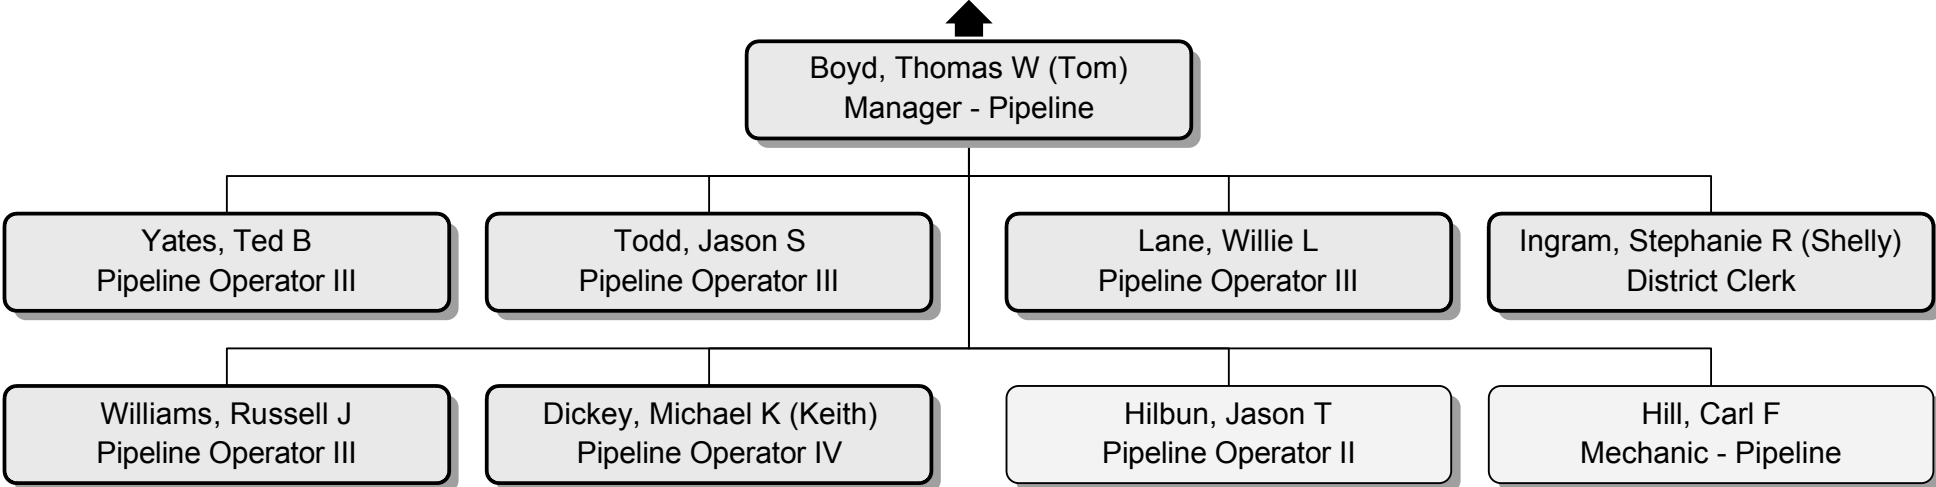 Boyd, Thomas W (Tom)
Manager - Pipeline
Yates, Ted B
Pipeline Operator III
Todd, Jason S
Pipeline Operator III
Lane, Willie L
Pipeline Operator III
Ingram, Stephanie R (Shelly)
District Clerk
Williams, Russell J
Pipeline Operator III
Dickey, Michael K (Keith)
Pipeline Operator IV
Hilbun, Jason T
Pipeline Operator II
Hill, Carl F
Mechanic - Pipeline